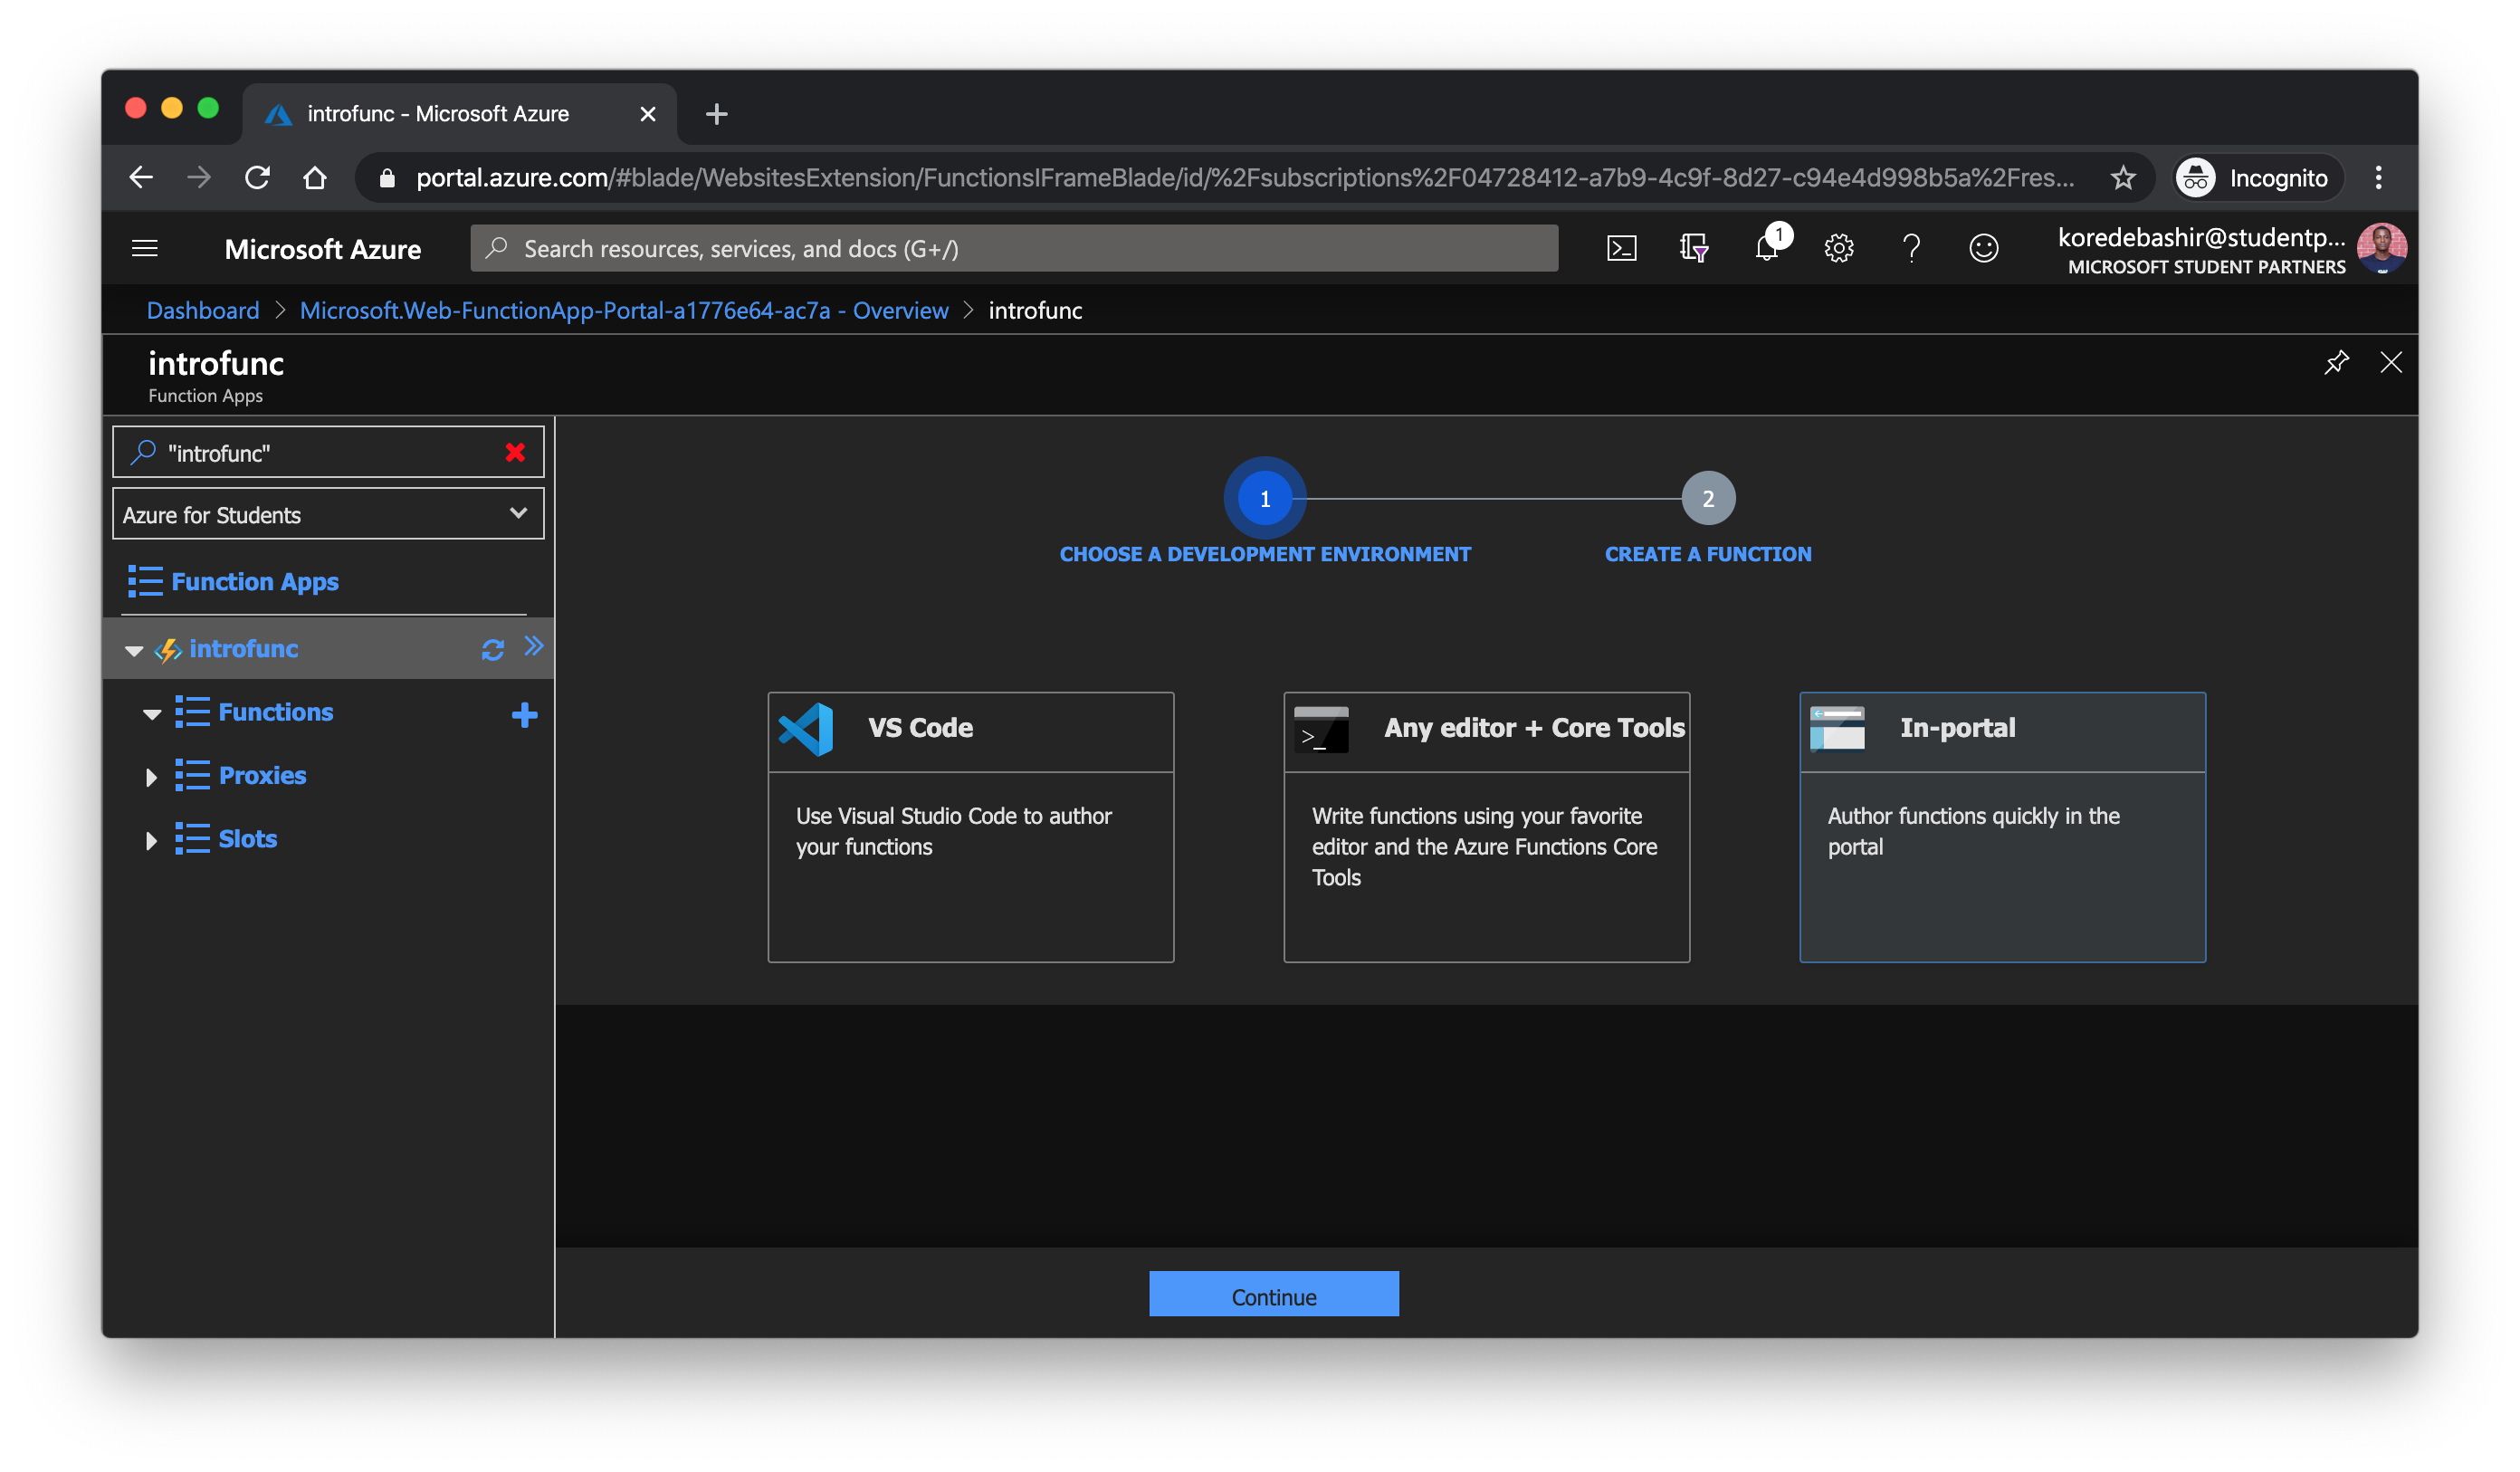 introfunc - Microsoft Azure
portal.azure.com/#blade/WebsitesExtension/FunctionsIFrameBlade/id/%2Fsubscriptions%2F04728412-a7b9-4c9f-8d27-c94e4d998b5a%2Fres...
Incognito
Microsoft Azure
Search resources, services, and docs (G+/)
1
koredebashir@studentp...
MICROSOFT STUDENT PARTNERS
Dashboard > Microsoft.Web-FunctionApp-Portal-a1776e64-ac7a - Overview > introfunc
introfunc
Function Apps
"introfunc"
Azure for Students
Function Apps
introfunc
Functions
Proxies
Slots
1
2
CHOOSE A DEVELOPMENT ENVIRONMENT
CREATE A FUNCTION
VS Code
Use Visual Studio Code to author
your functions
Any editor + Core Tools
Write functions using your favorite
editor and the Azure Functions Core
Tools
In-portal
Author functions quickly in the
portal
Continue